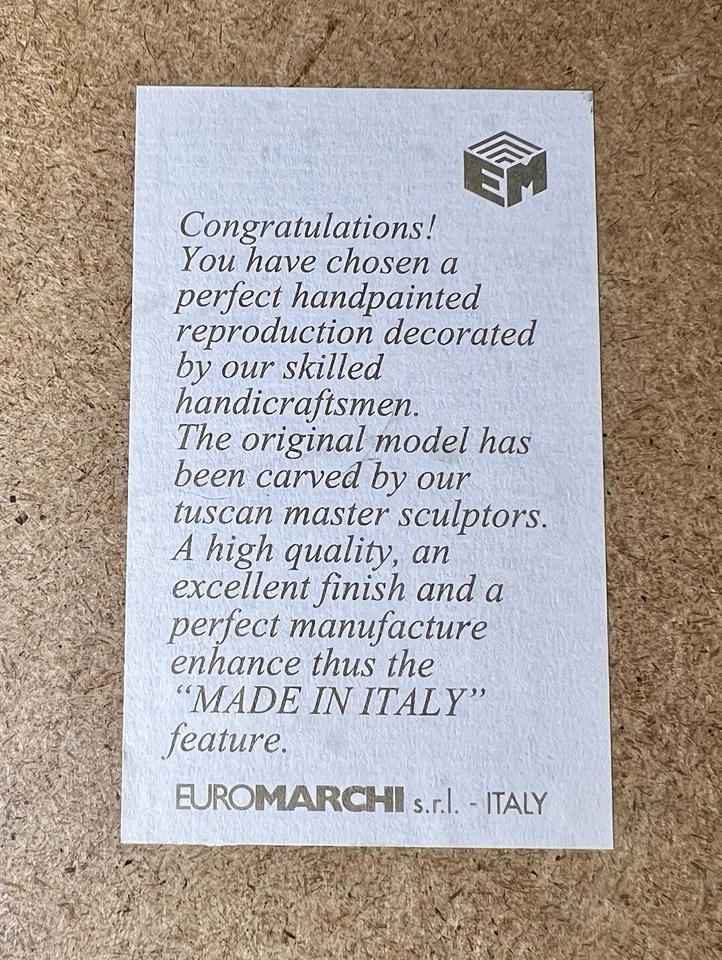 EM
Congratulations!
You have chosen a
perfect handpainted
reproduction decorated
by our skilled
handicraftsmen.
The original model has
been carved by our
tuscan master sculptors.
A high quality, an
excellent finish and a
perfect manufacture
enhance thus the
“MADE IN ITALY”
feature.
EUROMARCHI s.r.l. - ITALY